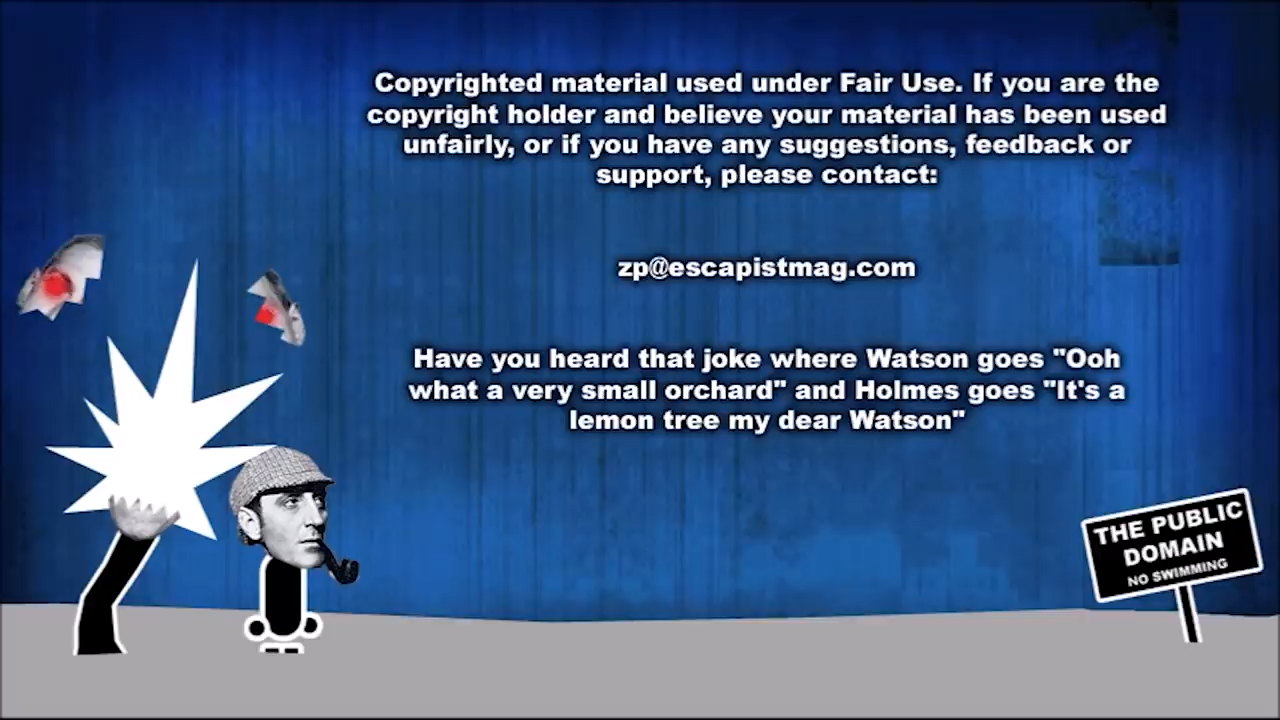 Copyrighted material used under Fair Use. If you are the
copyright holder and believe your material has been used
unfairly, or if you have any suggestions, feedback or
support, please contact:
zp@escapistmag.com
Have you heard that joke where Watson goes "Ooh
what a very small orchard" and Holmes goes "It's a
lemon tree my dear Watson"
THE PUBLIC
DOMAIN
NO SWIMMING